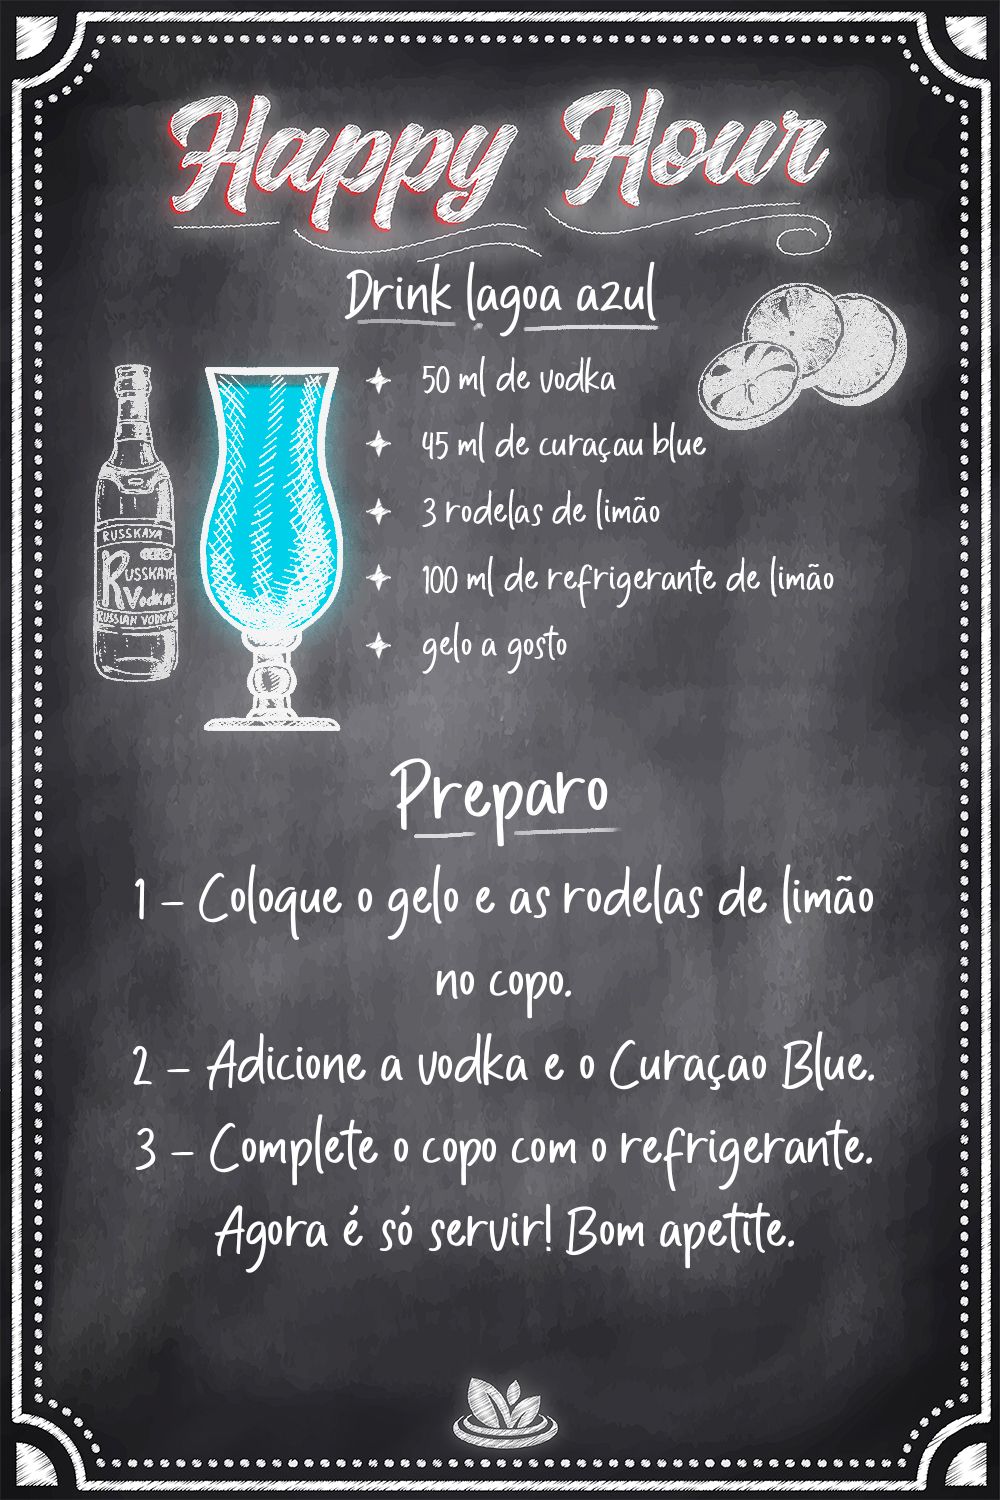 Happy Hour
Drink lagoa azul
50 ml de vodka
45 ml de curaçau blue
3 rodelas de limão
100 ml de refrigerante de limão
gelo a gosto
RUSSKAYA
RUSSKAYA
Vodka
RUSSIAN VODKA
Preparo
1 – Coloque o gelo e as rodelas de limão
no copo.
2 – Adicione a vodka e o Curaçao Blue.
3 – Complete o copo com o refrigerante.
Agora é só servir! Bom apetite.